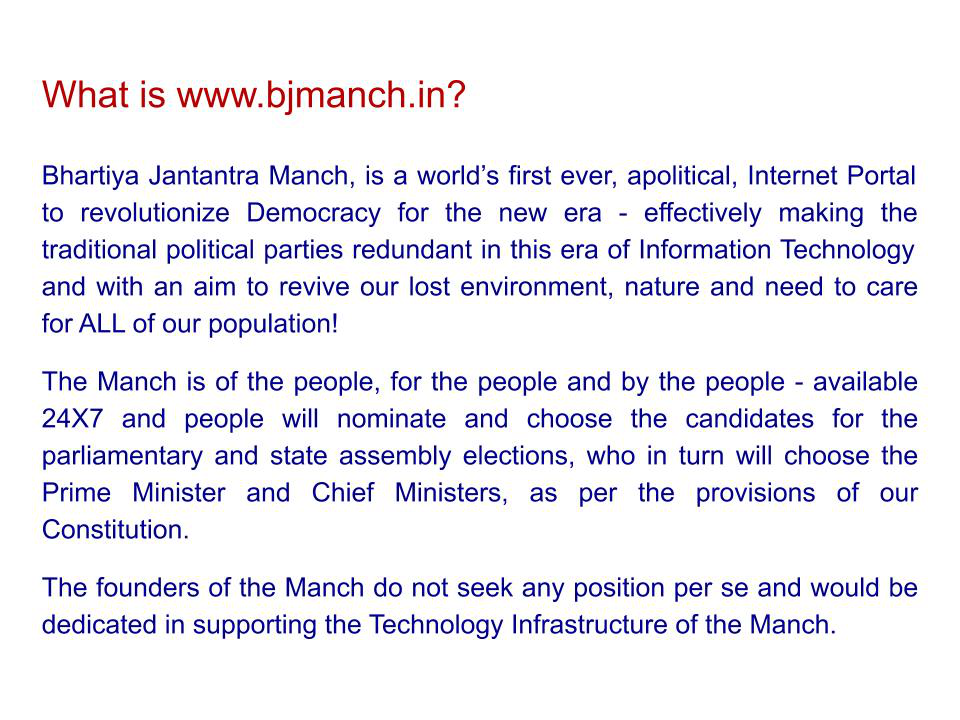 What is www.bjmanch.in?
Bhartiya Jantantra Manch, is a world’s first ever, apolitical, Internet Portal
to revolutionize Democracy for the new era - effectively making the
traditional political parties redundant in this era of Information Technology
and with an aim to revive our lost environment, nature and need to care
for ALL of our population!
The Manch is of the people, for the people and by the people - available
24X7 and people will nominate and choose the candidates for the
parliamentary and state assembly elections, who in turn will choose the
Prime Minister and Chief Ministers, as per the provisions of our
Constitution.
The founders of the Manch do not seek any position per se and would be
dedicated in supporting the Technology Infrastructure of the Manch.